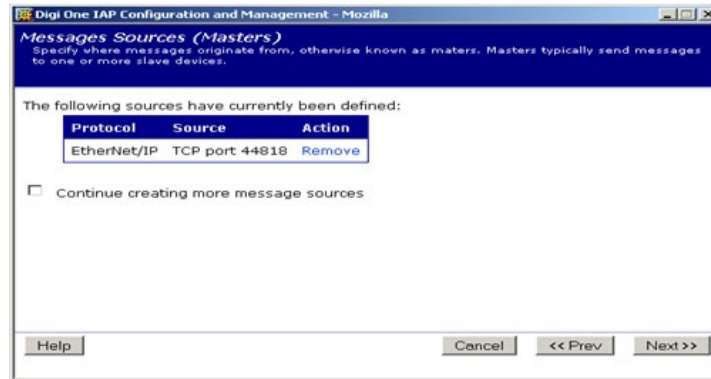 Digi One IAP Configuration and Management - Mozilla
Messages Sources (Masters)
Specify where messages originate from, otherwise known as maters. Masters typically send messages
to one or more slave devices.
The following sources have currently been defined:
Protocol Source Action
EtherNet/IP TCP port 44818 Remove
Continue creating more message sources
Help Cancel << Prev Next >>